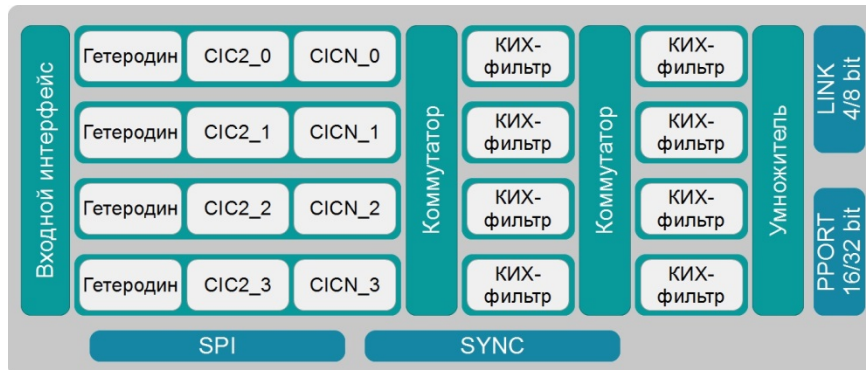 Входной интерфейс
Гетеродин
CIC2_0
CICN_0
Гетеродин
CIC2_1
CICN_1
Гетеродин
CIC2_2
CICN_2
Гетеродин
CIC2_3
CICN_3
Коммутатор
КИХ-
фильтр
КИХ-
фильтр
КИХ-
фильтр
КИХ-
фильтр
Коммутатор
КИХ-
фильтр
КИХ-
фильтр
КИХ-
фильтр
КИХ-
фильтр
Умножитель
LINK
4/8 bit
PPORT
16/32 bit
SPI
SYNC